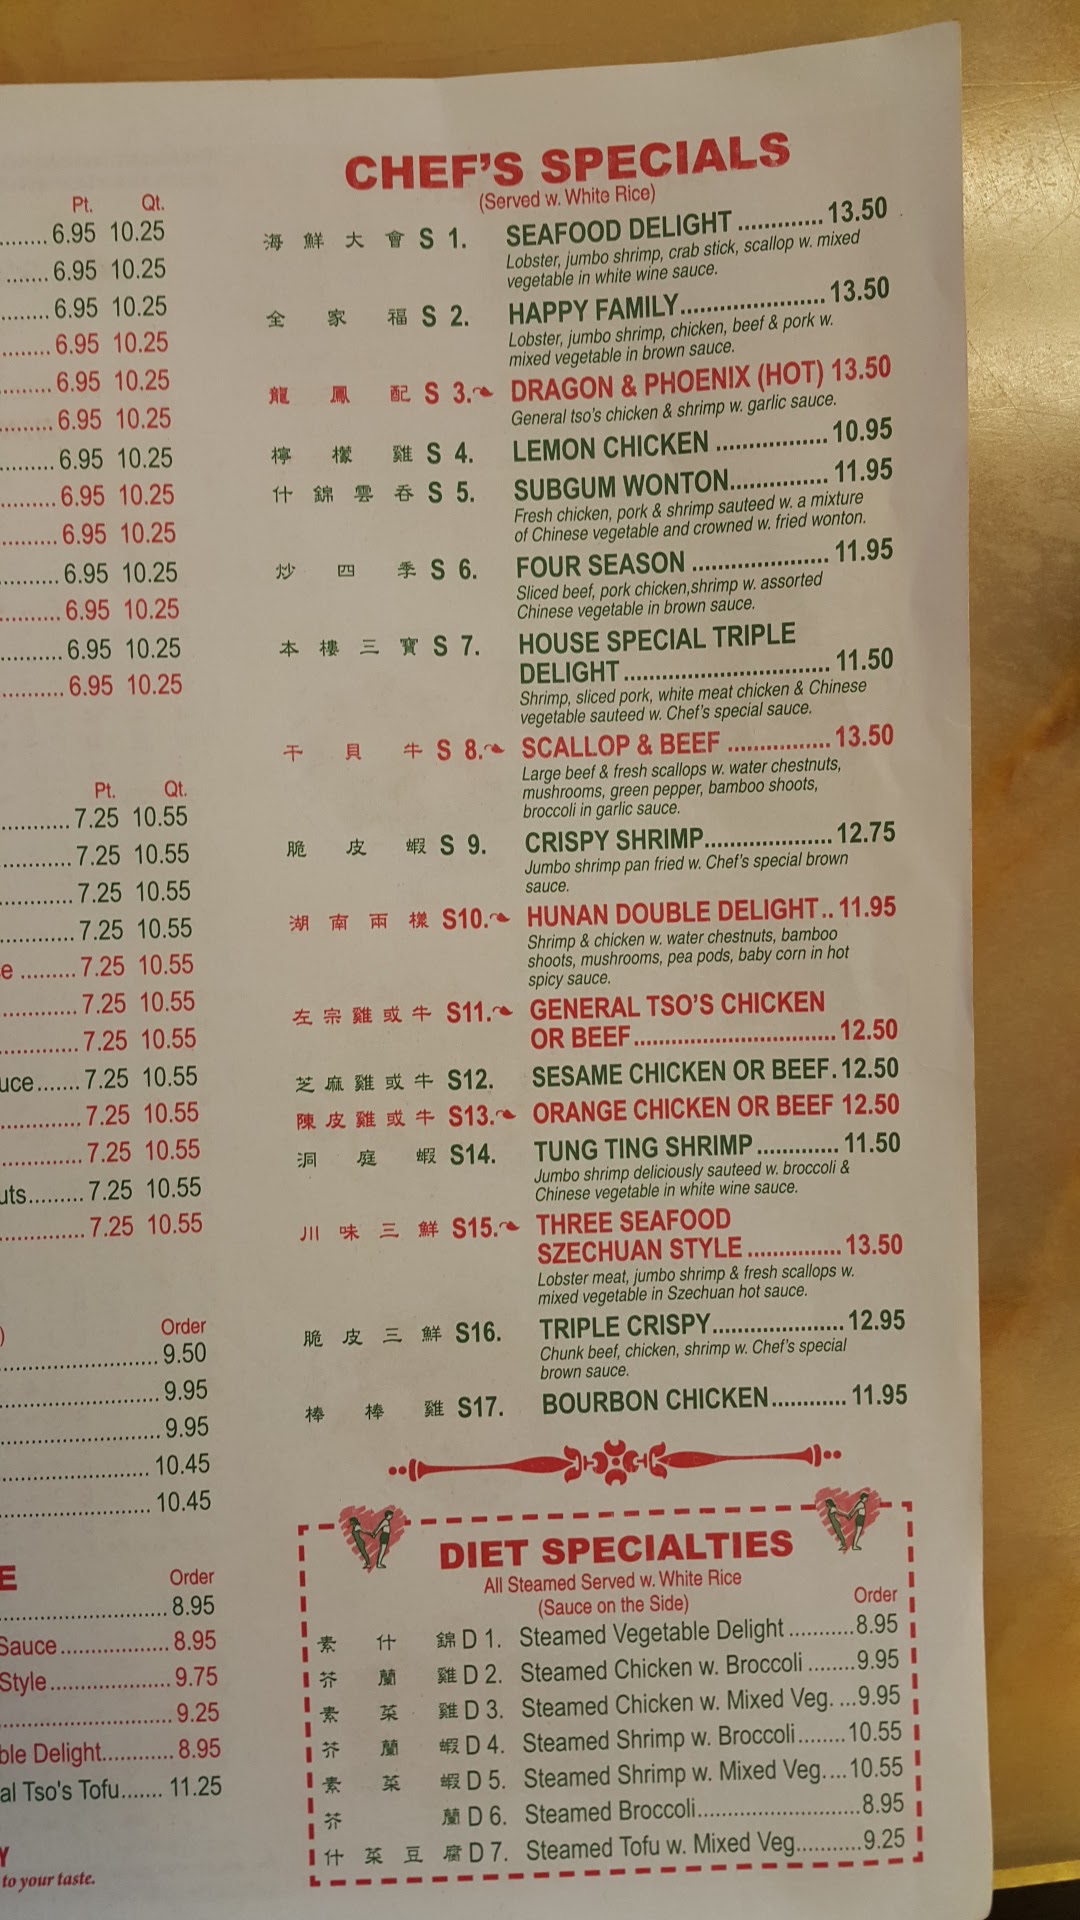 Pt. Qt.
........ 6.95 10.25
....... 6.95 10.25
......... 6.95 10.25
......... 6.95 10.25
.......... 6.95 10.25
.......... 6.95 10.25
.......... 6.95 10.25
.......... 6.95 10.25
.......... 6.95 10.25
........... 6.95 10.25
........... 6.95 10.25
........... 6.95 10.25
........... 6.95 10.25
Pt. Qt.
............ 7.25 10.55
............ 7.25 10.55
............ 7.25 10.55
............ 7.25 10.55
e ......... 7.25 10.55
............ 7.25 10.55
............ 7.25 10.55
uce....... 7.25 10.55
............. 7.25 10.55
............. 7.25 10.55
uts......... 7.25 10.55
............. 7.25 10.55
) Order
......................... 9.50
......................... 9.95
......................... 9.95
....................... 10.45
....................... 10.45
E Order
.......................... 8.95
Sauce................. 8.95
Style................... 9.75
........................... 9.25
ble Delight............ 8.95
al Tso's Tofu....... 11.25
Y
to your taste.
CHEF'S SPECIALS
(Served w. White Rice)
海鮮大會 S 1. SEAFOOD DELIGHT ............. 13.50
Lobster, jumbo shrimp, crab stick, scallop w. mixed
vegetable in white wine sauce.
全家福 S 2. HAPPY FAMILY...................... 13.50
Lobster, jumbo shrimp, chicken, beef & pork w.
mixed vegetable in brown sauce.
龍鳳配 S 3. DRAGON & PHOENIX (HOT) 13.50
General tso's chicken & shrimp w. garlic sauce.
檸檬雞 S 4. LEMON CHICKEN ................. 10.95
什錦雲吞 S 5. SUBGUM WONTON............... 11.95
Fresh chicken, pork & shrimp sauteed w. a mixture
of Chinese vegetable and crowned w. fried wonton.
炒四季 S 6. FOUR SEASON ..................... 11.95
Sliced beef, pork chicken,shrimp w. assorted
Chinese vegetable in brown sauce.
本樓三寶 S 7. HOUSE SPECIAL TRIPLE
DELIGHT ............................... 11.50
Shrimp, sliced pork, white meat chicken & Chinese
vegetable sauteed w. Chef's special sauce.
干貝牛 S 8. SCALLOP & BEEF ................ 13.50
Large beef & fresh scallops w. water chestnuts,
mushrooms, green pepper, bamboo shoots,
broccoli in garlic sauce.
脆皮蝦 S 9. CRISPY SHRIMP................... 12.75
Jumbo shrimp pan fried w. Chef's special brown
sauce.
湖南兩樣 S10. HUNAN DOUBLE DELIGHT.. 11.95
Shrimp & chicken w. water chestnuts, bamboo
shoots, mushrooms, pea pods, baby corn in hot
spicy sauce.
左宗雞或牛 S11. GENERAL TSO'S CHICKEN
OR BEEF............................... 12.50
芝麻雞或牛 S12. SESAME CHICKEN OR BEEF. 12.50
陳皮雞或牛 S13. ORANGE CHICKEN OR BEEF 12.50
洞庭蝦 S14. TUNG TING SHRIMP ............. 11.50
Jumbo shrimp deliciously sauteed w. broccoli &
Chinese vegetable in white wine sauce.
川味三鮮 S15. THREE SEAFOOD
SZECHUAN STYLE ............... 13.50
Lobster meat, jumbo shrimp & fresh scallops w.
mixed vegetable in Szechuan hot sauce.
脆皮三鮮 S16. TRIPLE CRISPY.................... 12.95
Chunk beef, chicken, shrimp w. Chef's special
brown sauce.
棒棒雞 S17. BOURBON CHICKEN............ 11.95
DIET SPECIALTIES
All Steamed Served w. White Rice
(Sauce on the Side) Order
素什錦 D 1. Steamed Vegetable Delight ........... 8.95
芥蘭雞 D 2. Steamed Chicken w. Broccoli ........ 9.95
素菜雞 D 3. Steamed Chicken w. Mixed Veg. ... 9.95
芥蘭蝦 D 4. Steamed Shrimp w. Broccoli........ 10.55
素菜蝦 D 5. Steamed Shrimp w. Mixed Veg.... 10.55
芥蘭 D 6. Steamed Broccoli............................ 8.95
什菜豆腐 D 7. Steamed Tofu w. Mixed Veg........... 9.25